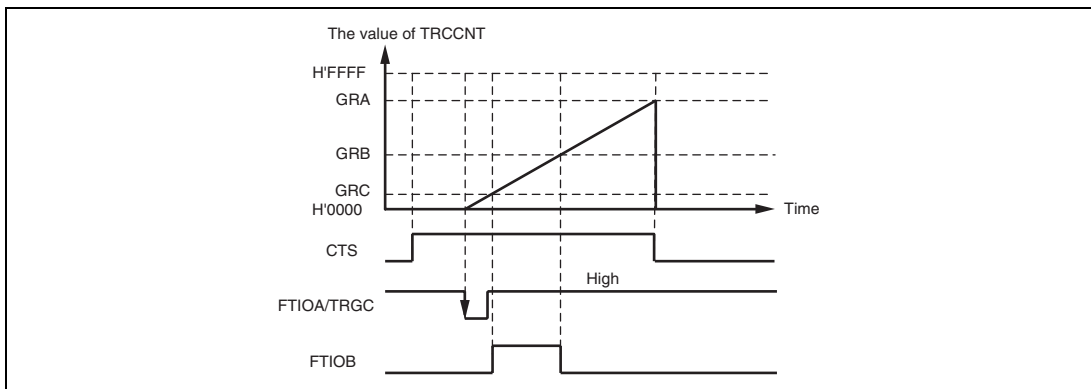 The value of TRCCNT
H'FFFF
GRA
GRB
GRC
H'0000
Time
CTS
High
FTIOA/TRGC
FTIOB